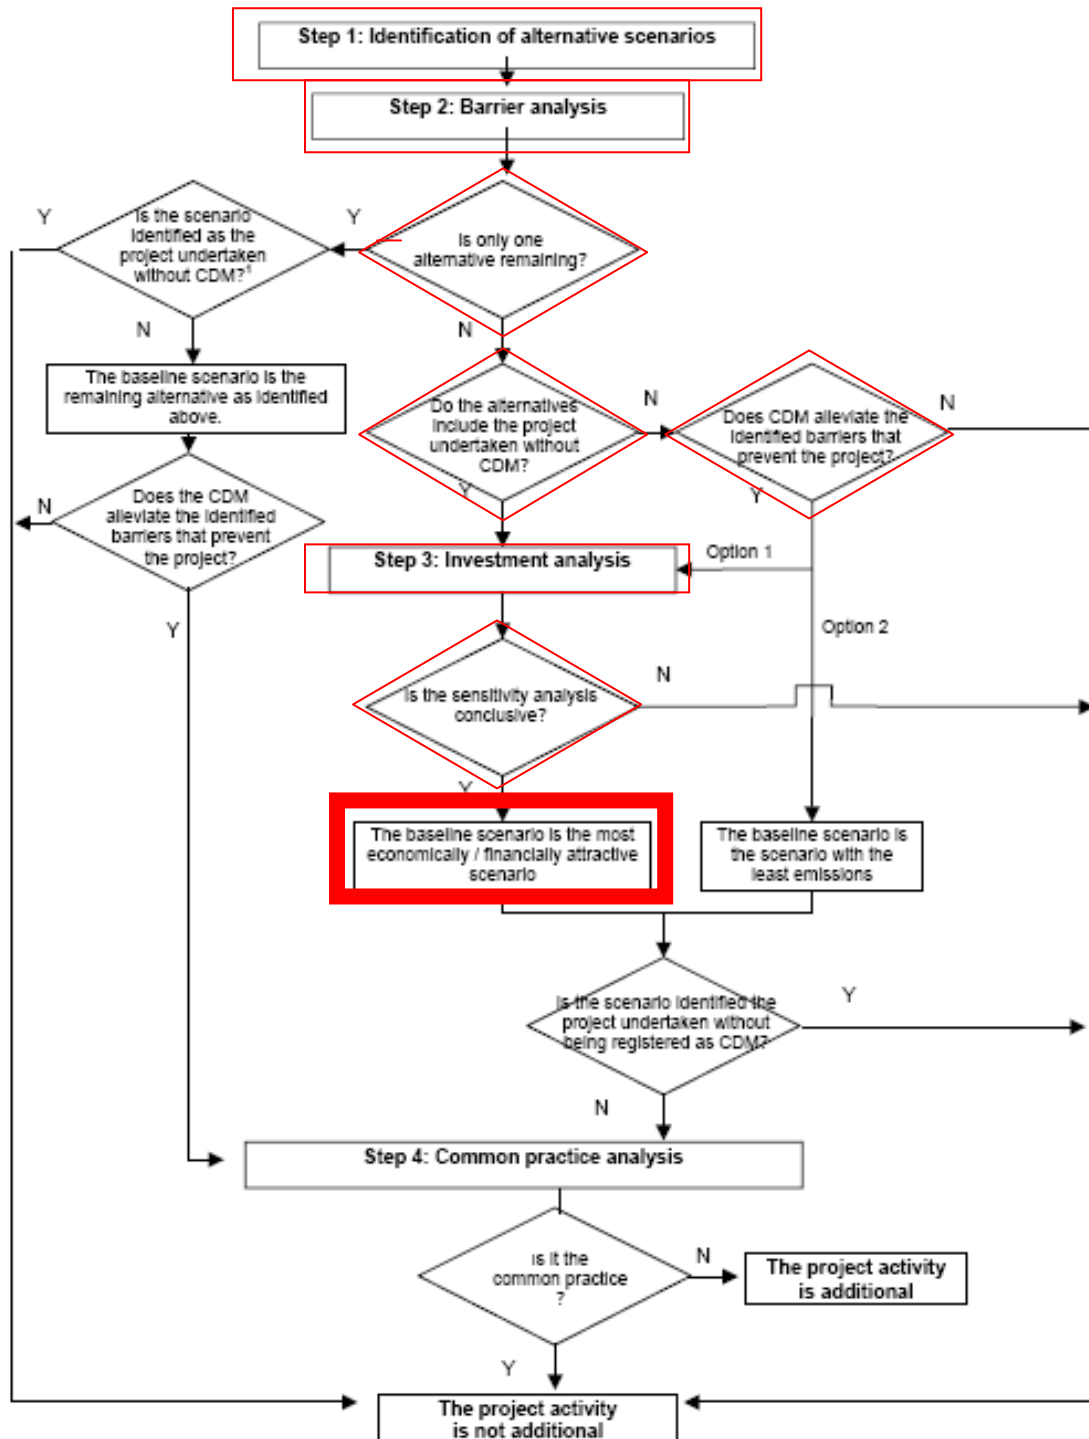 Step 1: Identification of alternative scenarios
Step 2: Barrier analysis
Y
Is the scenario
identified as the
project undertaken
without CDM?¹
Y
Is only one
alternative remaining?
N
N
The baseline scenario is the
remaining alternative as identified
above.
Do the alternatives
include the project
undertaken without
CDM?
N
Does CDM alleviate the
identified barriers that
prevent the project?
N
Y
Y
N
Does the CDM
alleviate the identified
barriers that prevent
the project?
Y
Step 3: Investment analysis
Option 1
Option 2
Is the sensitivity analysis
conclusive?
N
Y
The baseline scenario is the most
economically / financially attractive
scenario
The baseline scenario is
the scenario with the
least emissions
Is the scenario identified the
project undertaken without
being registered as CDM?
Y
N
Step 4: Common practice analysis
Is it the
common practice
?
N
The project activity
is additional
Y
The project activity
is not additional